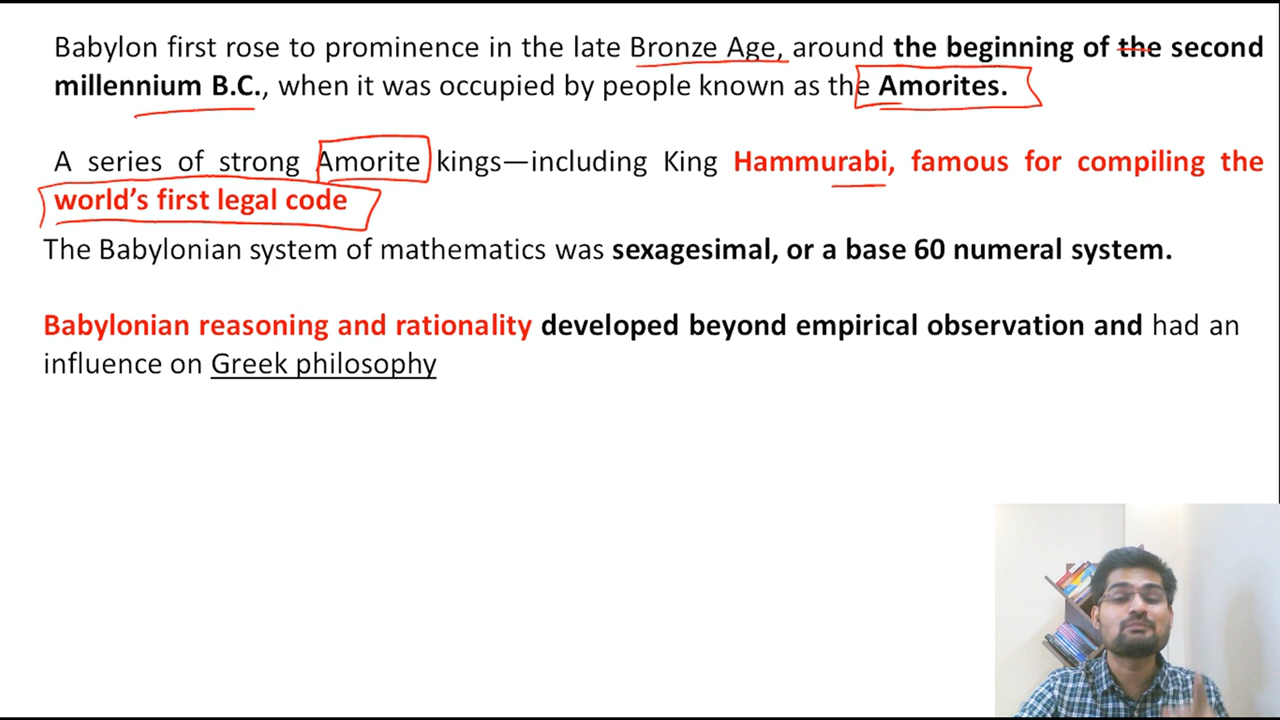 Babylon first rose to prominence in the late Bronze Age, around the beginning of the second
millennium B.C., when it was occupied by people known as the Amorites.
A series of strong Amorite kings—including King Hammurabi, famous for compiling the
world’s first legal code
The Babylonian system of mathematics was sexagesimal, or a base 60 numeral system.
Babylonian reasoning and rationality developed beyond empirical observation and had an
influence on Greek philosophy